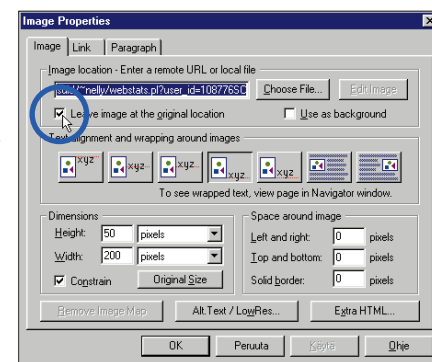 Image Properties
Image Link Paragraph
Image location - Enter a remote URL or local file
/~nelly/webstats.pl?user_id=108776SC Choose File... Edit Image
Leave image at the original location Use as background
Text alignment and wrapping around images
xyz xyz xyz xyz xyz
To see wrapped text, view page in Navigator window.
Dimensions Space around image
Height: 50 pixels Left and right: 0 pixels
Width: 200 pixels Top and bottom: 0 pixels
Constrain Original Size Solid border: 0 pixels
Remove Image Map Alt.Text / LowRes... Extra HTML...
OK Peruuta Käytä Ohje